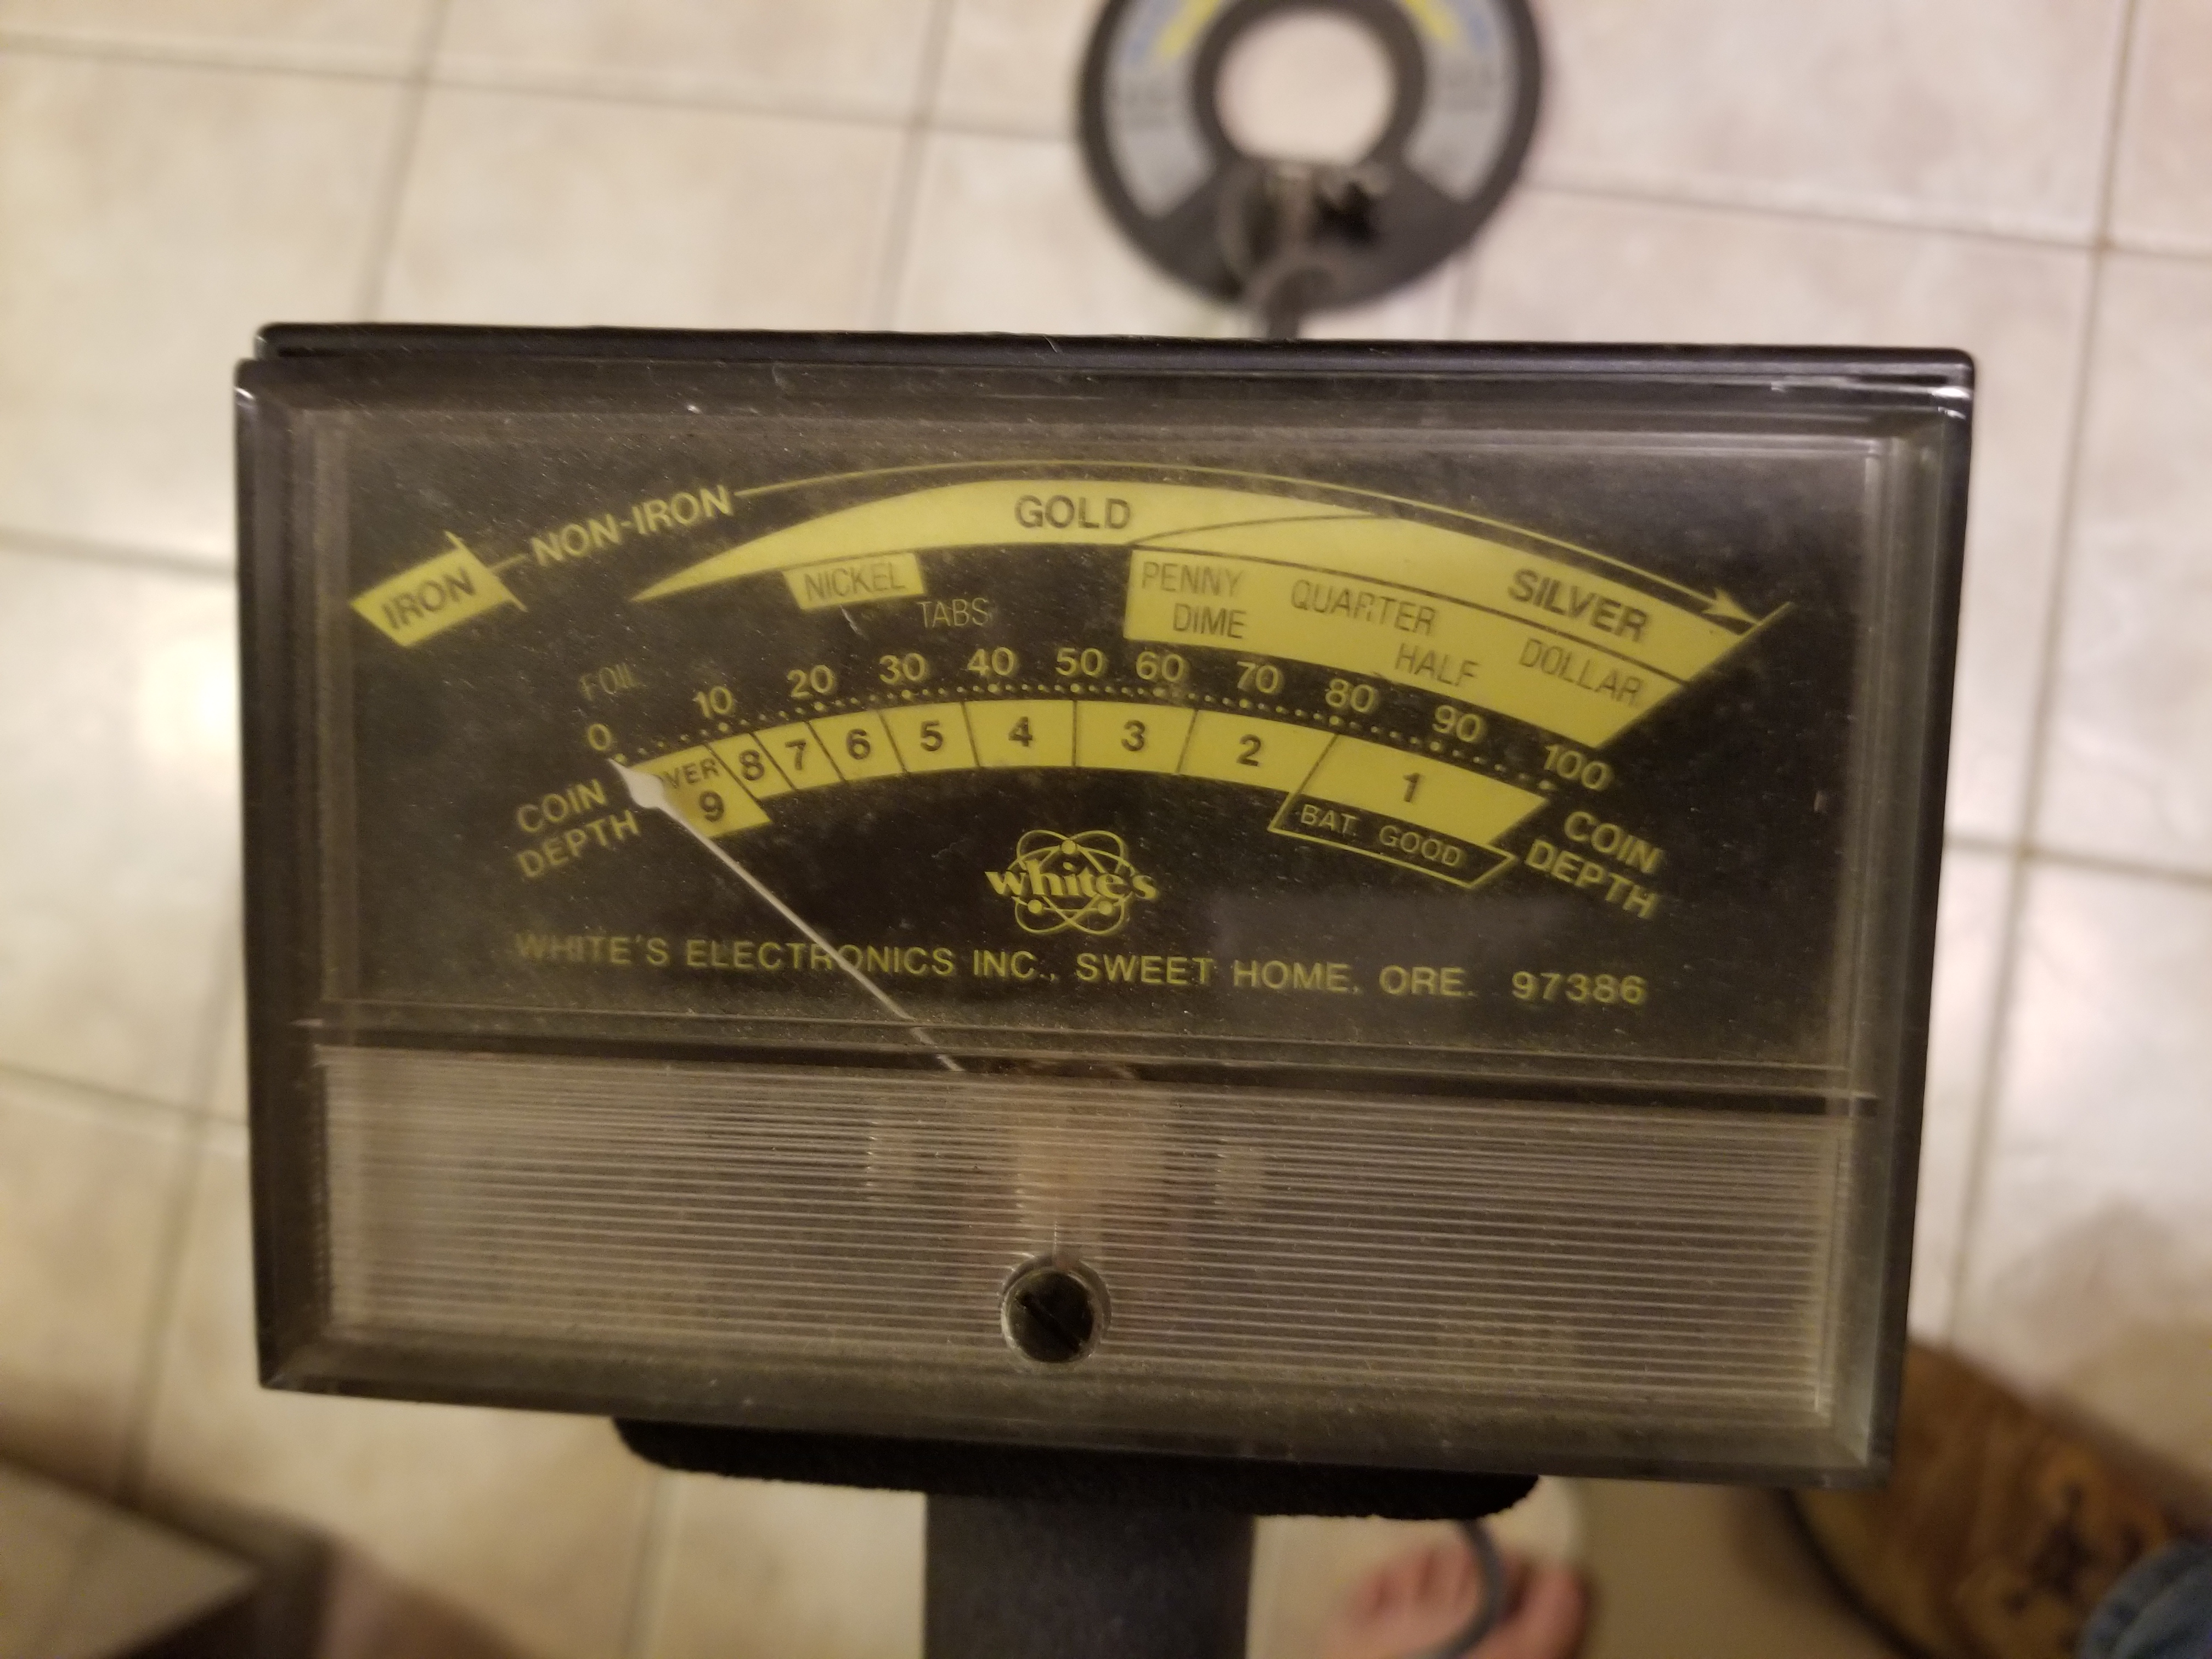 IRON NON-IRON
GOLD
SILVER
NICKEL
TABS
PENNY
DIME
QUARTER
HALF
DOLLAR
FOIL
0 10 20 30 40 50 60 70 80 90 100
COIN DEPTH
OVER 9 8 7 6 5 4 3 2 1
BAT. GOOD
COIN DEPTH
white's
WHITE'S ELECTRONICS INC., SWEET HOME, ORE. 97386